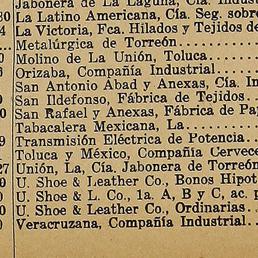 Jabonera de La Laguna, Cía. Indust
La Latino Americana, Cía. Seg. sobre
La Victoria, Fca. Hilados y Tejidos de
Metalúrgica de Torreón
Molino de La Unión, Toluca
Orizaba, Compañía Industrial
San Antonio Abad y Anexas, Cía. In
San Ildefonso, Fábrica de Tejidos
San Rafael y Anexas, Fábrica de Pa
Tabacalera Mexicana, La
Transmisión Eléctrica de Potencia
Toluca y México, Compañía Cervece
Unión, La, Cía. Jabonera de Torreón
U. Shoe & Leather Co., Bonos Hipot
U. Shoe & L. Co., 1a. A, B y C, ac. p
U. Shoe & Leather Co., Ordinarias
Veracruzana, Compañía Industrial